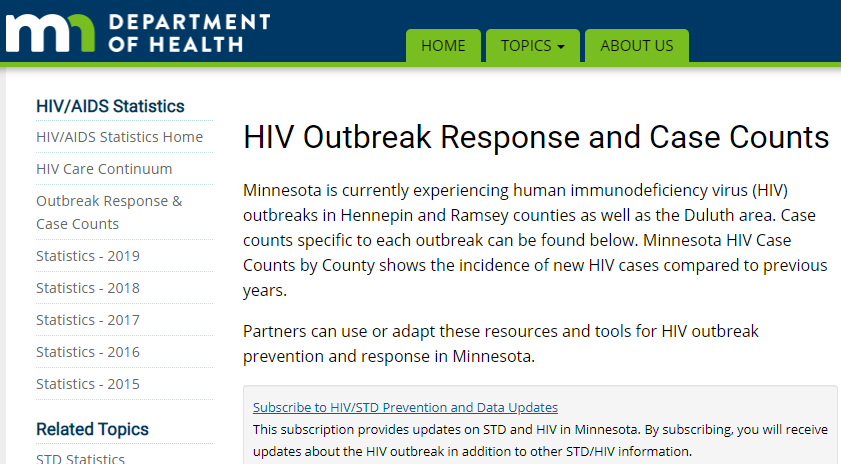 mn DEPARTMENT
OF HEALTH
HOME
TOPICS
ABOUT US
HIV/AIDS Statistics
HIV/AIDS Statistics Home
HIV Care Continuum
Outbreak Response &
Case Counts
Statistics - 2019
Statistics - 2018
Statistics - 2017
Statistics - 2016
Statistics - 2015
Related Topics
STD Statistics
HIV Outbreak Response and Case Counts
Minnesota is currently experiencing human immunodeficiency virus (HIV)
outbreaks in Hennepin and Ramsey counties as well as the Duluth area. Case
counts specific to each outbreak can be found below. Minnesota HIV Case
Counts by County shows the incidence of new HIV cases compared to previous
years.
Partners can use or adapt these resources and tools for HIV outbreak
prevention and response in Minnesota.
Subscribe to HIV/STD Prevention and Data Updates
This subscription provides updates on STD and HIV in Minnesota. By subscribing, you will receive
updates about the HIV outbreak in addition to other STD/HIV information.